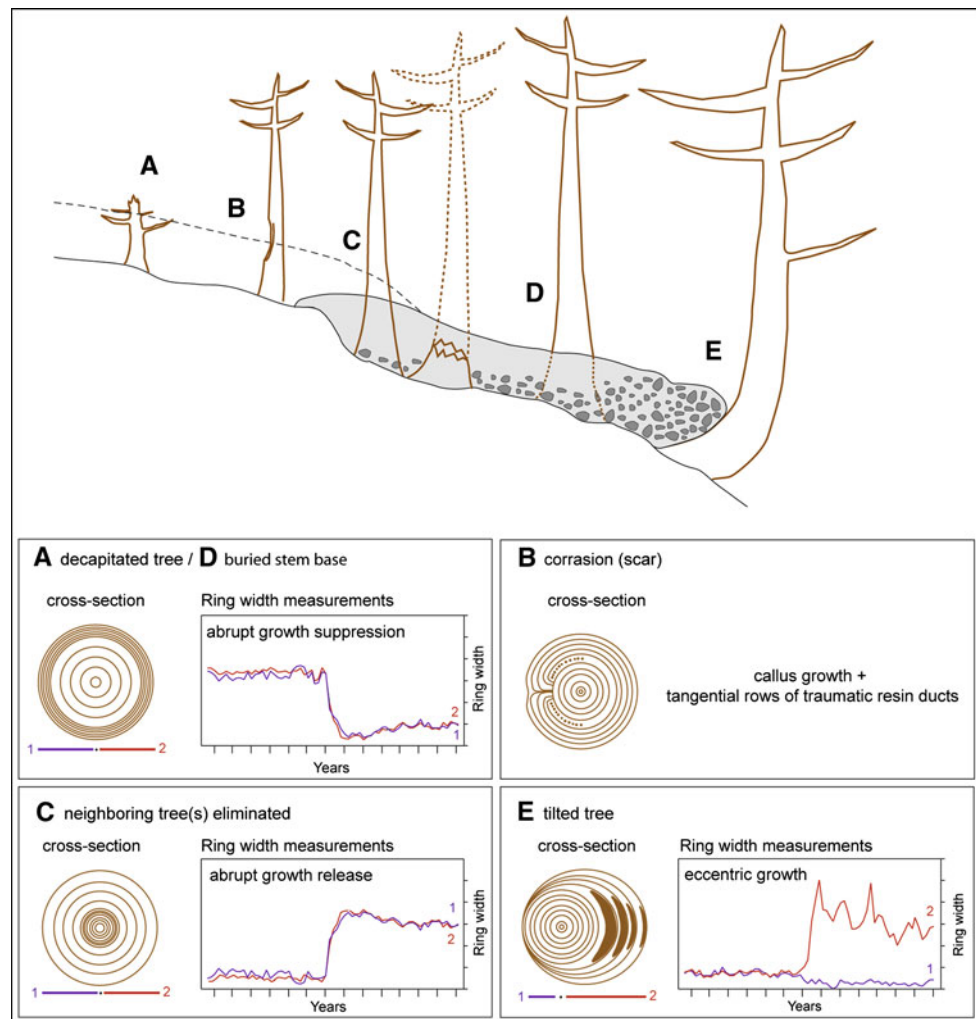 A
B
C
D
E
A decapitated tree / D buried stem base
cross-section
Ring width measurements
abrupt growth suppression
Ring width
2
1
1
2
Years
B corrasion (scar)
cross-section
callus growth +
tangential rows of traumatic resin ducts
C neighboring tree(s) eliminated
cross-section
Ring width measurements
abrupt growth release
Ring width
1
2
1
2
Years
E tilted tree
cross-section
Ring width measurements
eccentric growth
Ring width
2
1
1
2
Years